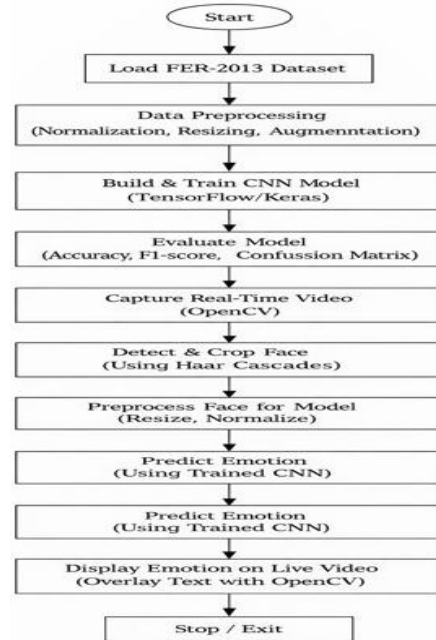 Start
Load FER-2013 Dataset
Data Preprocessing
(Normalization, Resizing, Augmenntation)
Build & Train CNN Model
(TensorFlow/Keras)
Evaluate Model
(Accuracy, F1-score, Confussion Matrix)
Capture Real-Time Video
(OpenCV)
Detect & Crop Face
(Using Haar Cascades)
Preprocess Face for Model
(Resize, Normalize)
Predict Emotion
(Using Trained CNN)
Predict Emotion
(Using Trained CNN)
Display Emotion on Live Video
(Overlay Text with OpenCV)
Stop / Exit